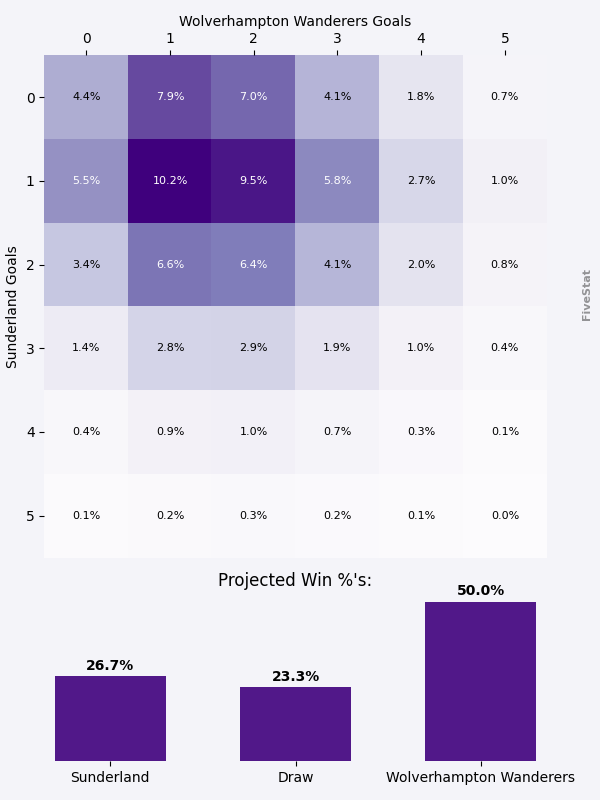 Wolverhampton Wanderers Goals
0 1 2 3 4 5
Sunderland Goals
0 4.4% 7.9% 7.0% 4.1% 1.8% 0.7%
1 5.5% 10.2% 9.5% 5.8% 2.7% 1.0%
2 3.4% 6.6% 6.4% 4.1% 2.0% 0.8%
3 1.4% 2.8% 2.9% 1.9% 1.0% 0.4%
4 0.4% 0.9% 1.0% 0.7% 0.3% 0.1%
5 0.1% 0.2% 0.3% 0.2% 0.1% 0.0%
FiveStat
Projected Win %'s:
26.7% 23.3% 50.0%
Sunderland Draw Wolverhampton Wanderers